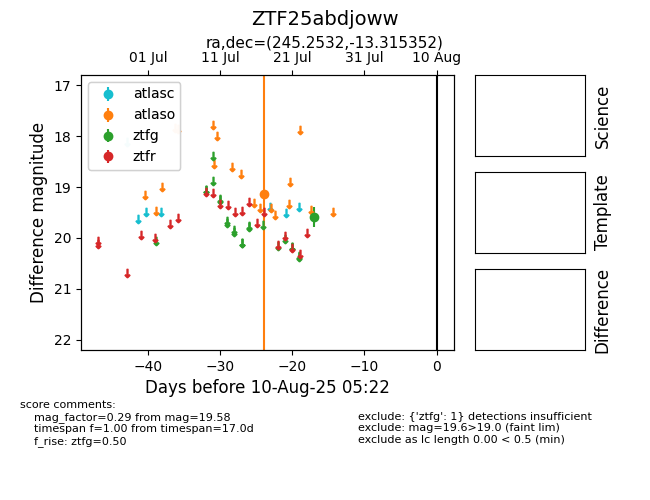 ZTF25abdjoww
ra,dec=(245.2532,-13.315352)
01 Jul 11 Jul 21 Jul 31 Jul 10 Aug
17
18
19
20
21
22
Difference magnitude
atlasc
atlaso
ztfg
ztfr
−40 −30 −20 −10 0
Days before 10-Aug-25 05:22
Science
Template
Difference
score comments:
mag_factor=0.29 from mag=19.58
timespan f=1.00 from timespan=17.0d
f_rise: ztfg=0.50
exclude: {'ztfg': 1} detections insufficient
exclude: mag=19.6>19.0 (faint lim)
exclude as lc length 0.00 < 0.5 (min)